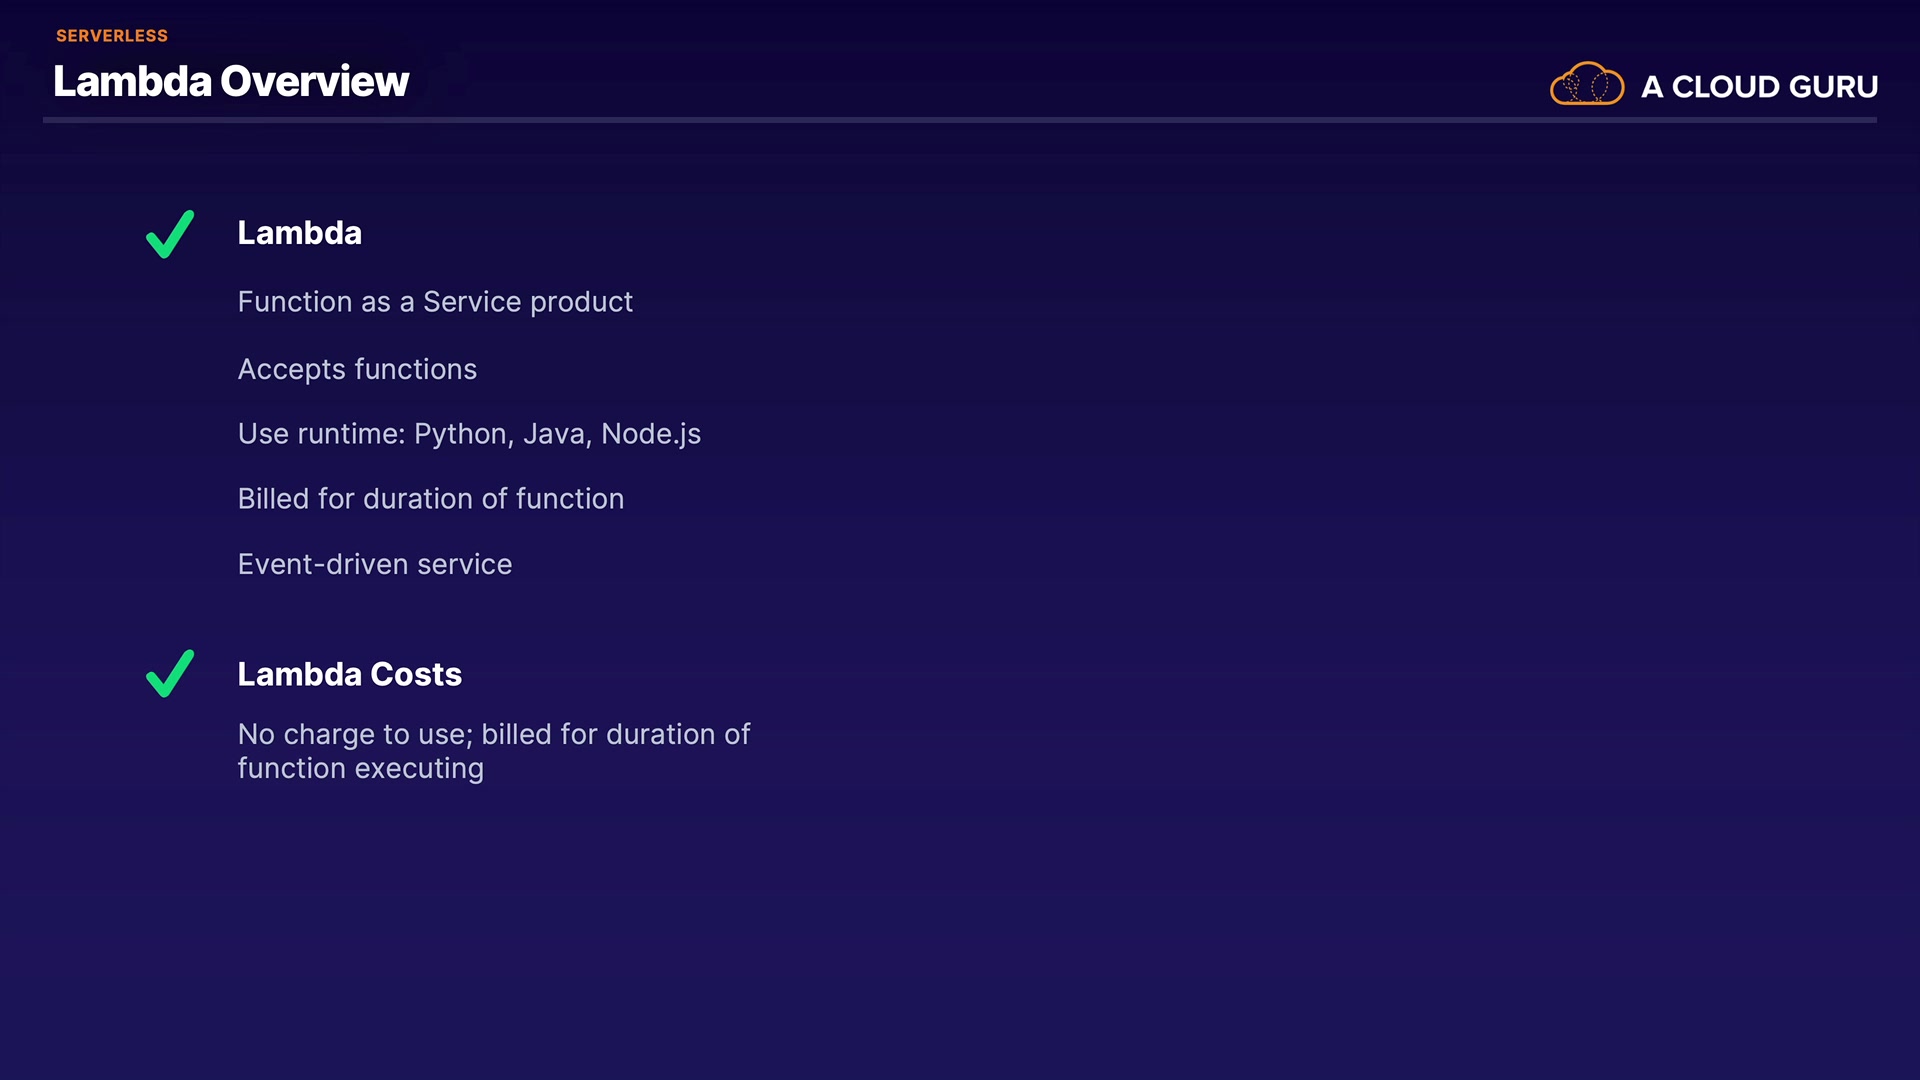 SERVERLESS
Lambda Overview
A CLOUD GURU
Lambda
Function as a Service product
Accepts functions
Use runtime: Python, Java, Node.js
Billed for duration of function
Event-driven service
Lambda Costs
No charge to use; billed for duration of
function executing